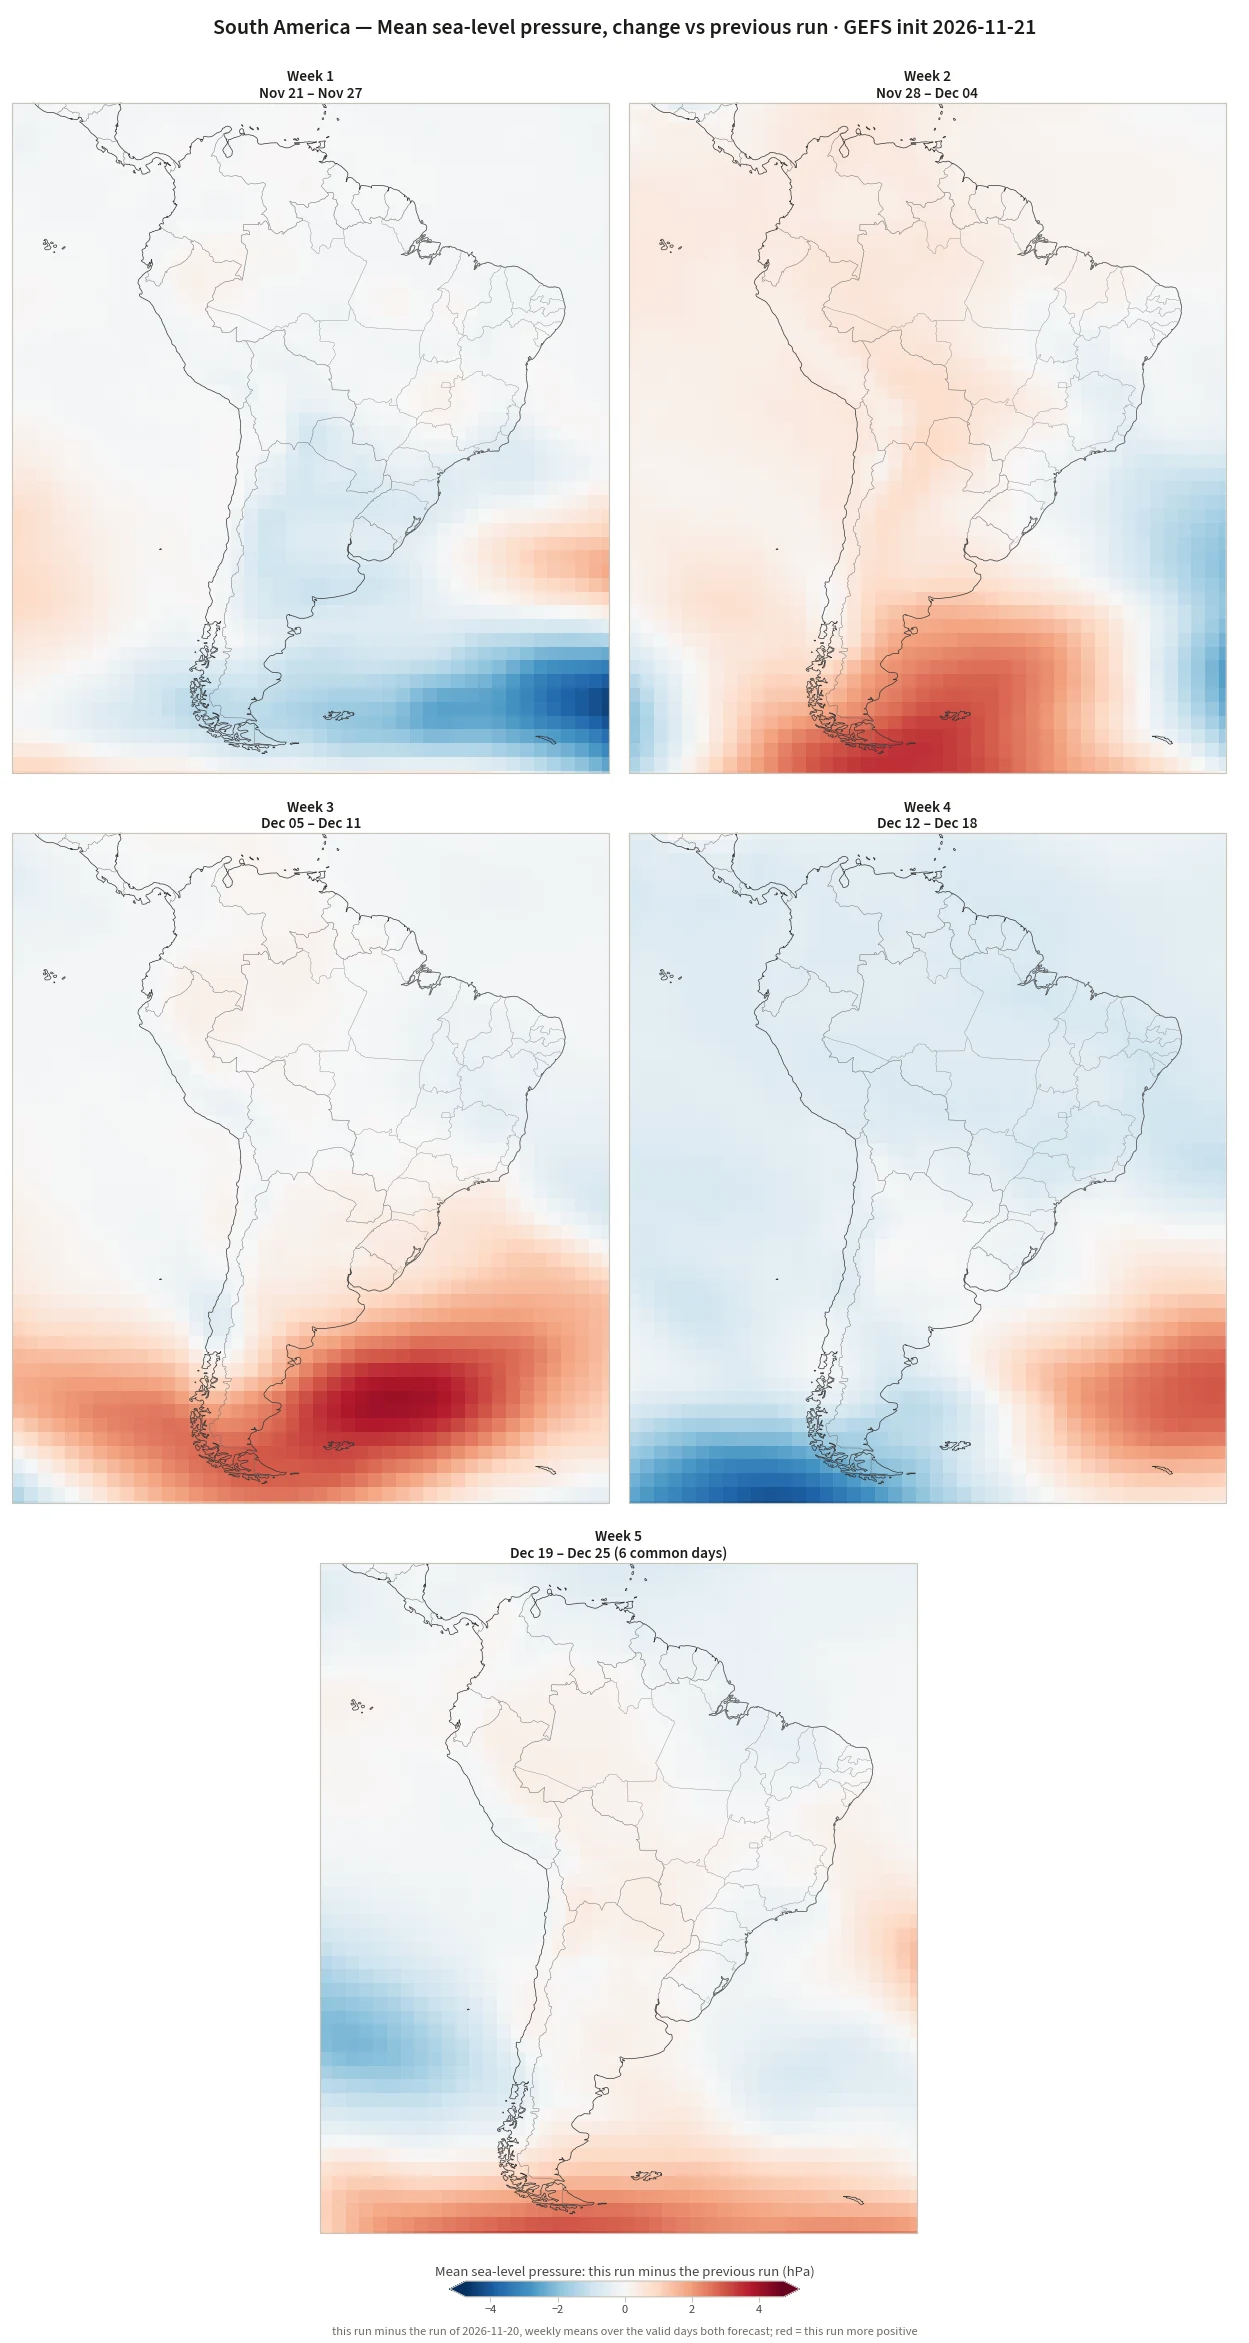 South America — Mean sea-level pressure, change vs previous run · GEFS init 2026-11-21
Week 1
Nov 21 – Nov 27
Week 2
Nov 28 – Dec 04
Week 3
Dec 05 – Dec 11
Week 4
Dec 12 – Dec 18
Week 5
Dec 19 – Dec 25 (6 common days)
Mean sea-level pressure: this run minus the previous run (hPa)
−4 −2 0 2 4
this run minus the run of 2026-11-20, weekly means over the valid days both forecast; red = this run more positive